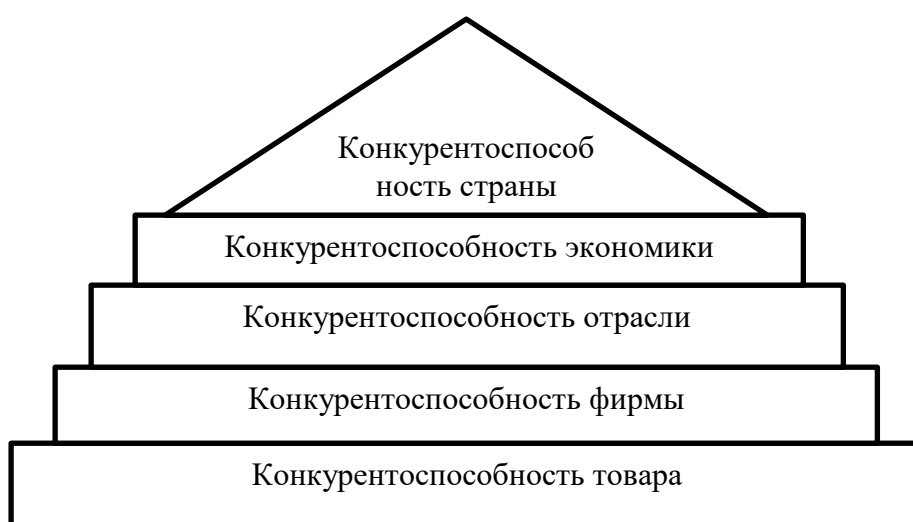 Конкурентоспособ
ность страны
Конкурентоспособность экономики
Конкурентоспособность отрасли
Конкурентоспособность фирмы
Конкурентоспособность товара